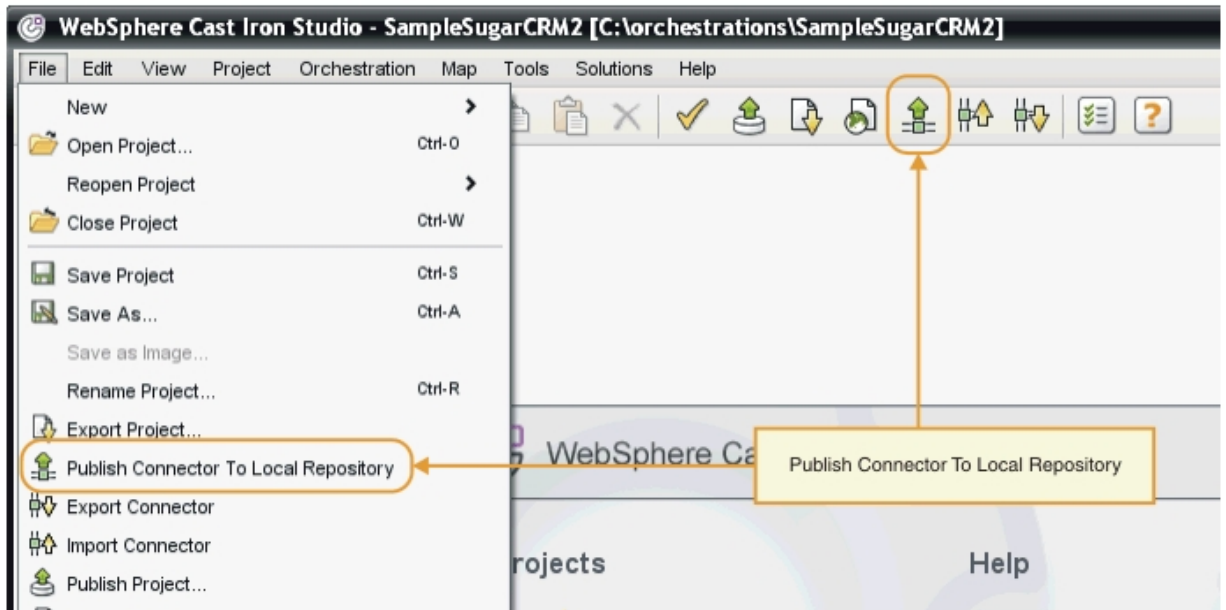 WebSphere Cast Iron Studio - SampleSugarCRM2 [C:\orchestrations\SampleSugarCRM2]
File Edit View Project Orchestration Map Tools Solutions Help
New
Open Project... Ctrl-O
Reopen Project
Close Project Ctrl-W
Save Project Ctrl-S
Save As... Ctrl-A
Save as Image...
Rename Project... Ctrl-R
Export Project...
Publish Connector To Local Repository
Export Connector
Import Connector
Publish Project...
WebSphere Ca
Publish Connector To Local Repository
rojects
Help